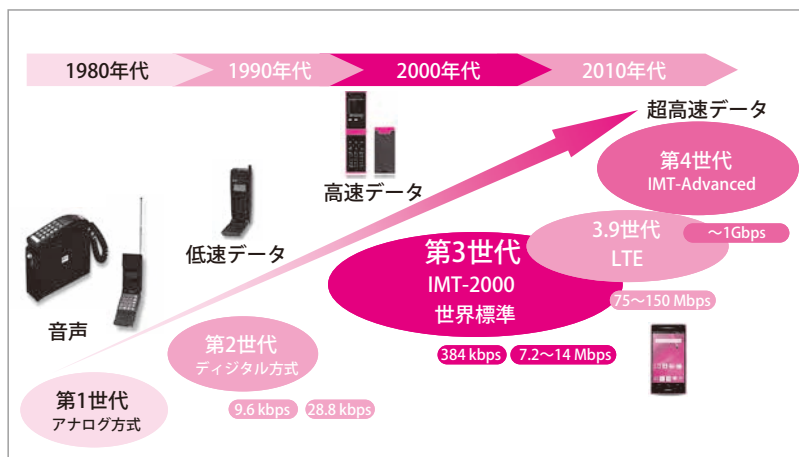 1980年代
1990年代
2000年代
2010年代
超高速データ
第4世代
IMT-Advanced
～1Gbps
高速データ
3.9世代
LTE
75～150 Mbps
第3世代
IMT-2000
世界標準
384 kbps
7.2～14 Mbps
低速データ
第2世代
ディジタル方式
9.6 kbps
28.8 kbps
音声
第1世代
アナログ方式